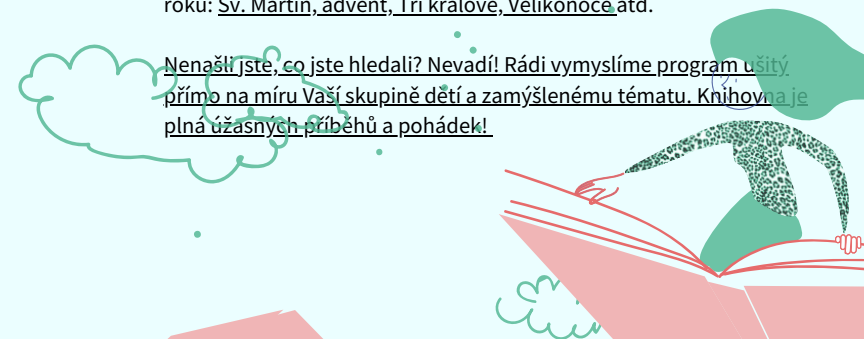 roku: Sv. Martin, advent, Tři králové, Velikonoce atd.
Nenašli jste, co jste hledali? Nevadí! Rádi vymyslíme program ušitý
přímo na míru Vaší skupině dětí a zamýšlenému tématu. Knihovna je
plná úžasných příběhů a pohádek!